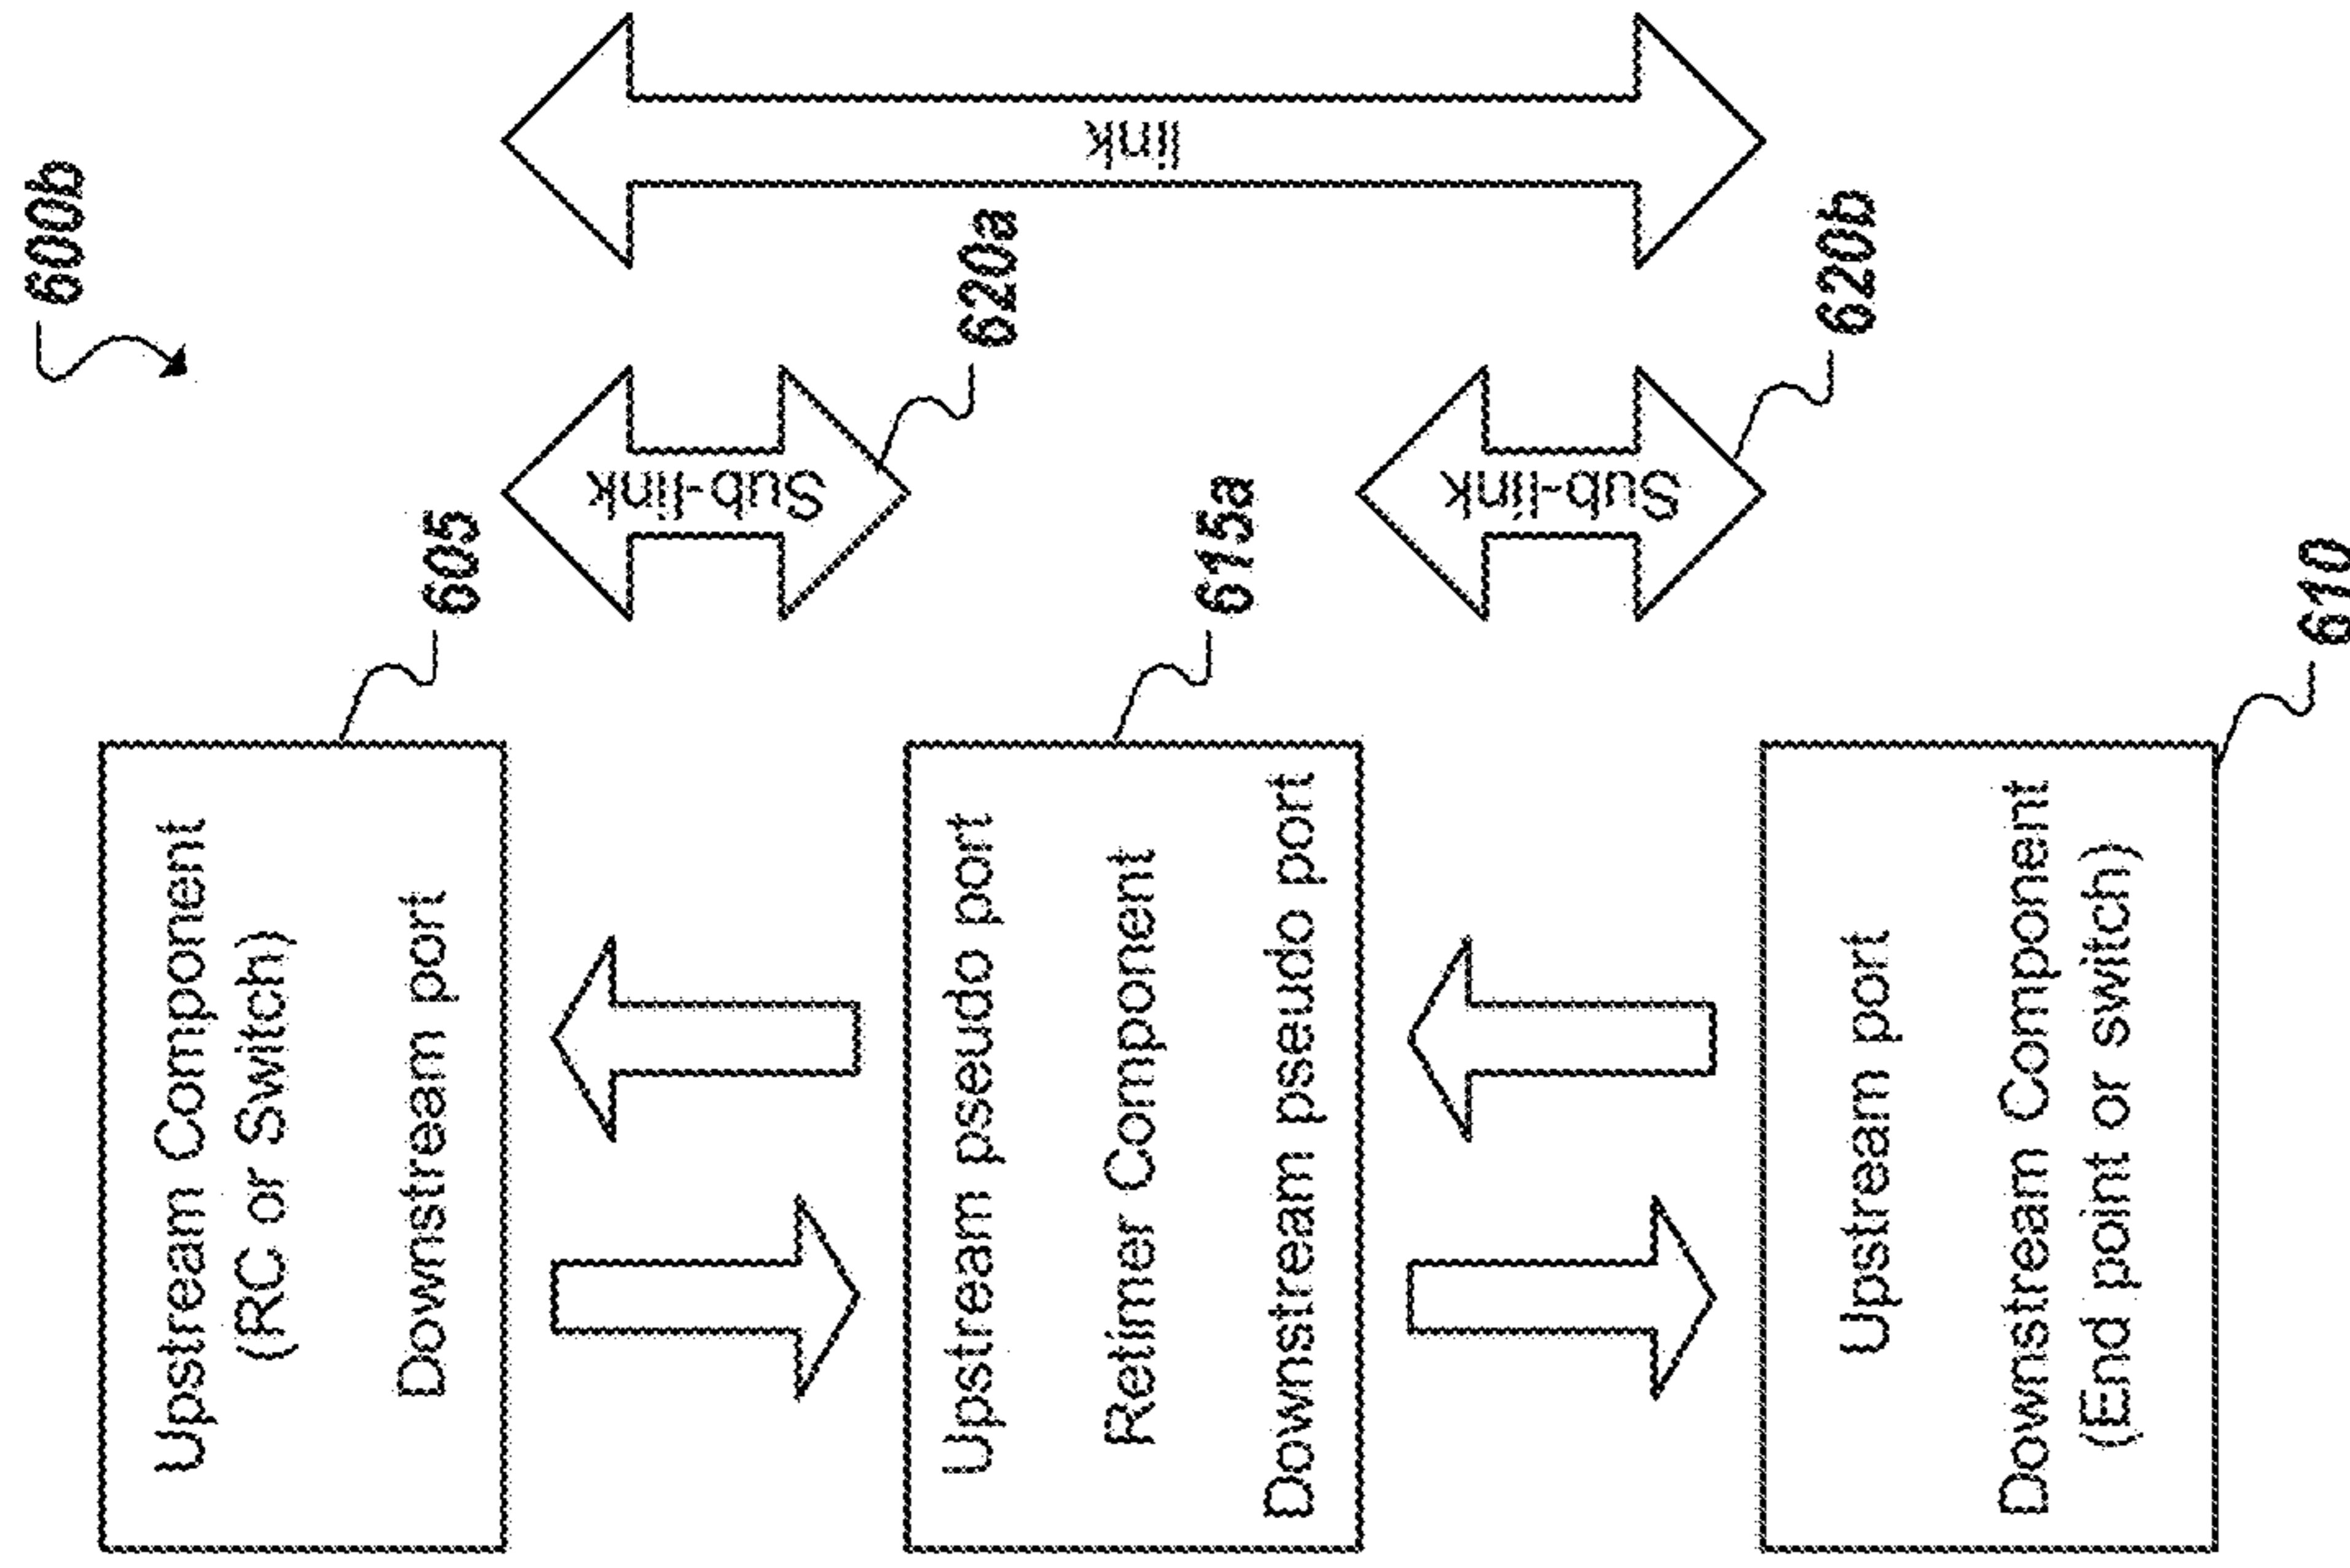 600b
Upstream Component
(RC or Switch)
Downstream port
605
Sub-link
620a
link
Upstream pseudo port
Retimer Component
Downstream pseudo port
615a
Sub-link
620b
Upstream port
Downstream Component
(End point or switch)
610